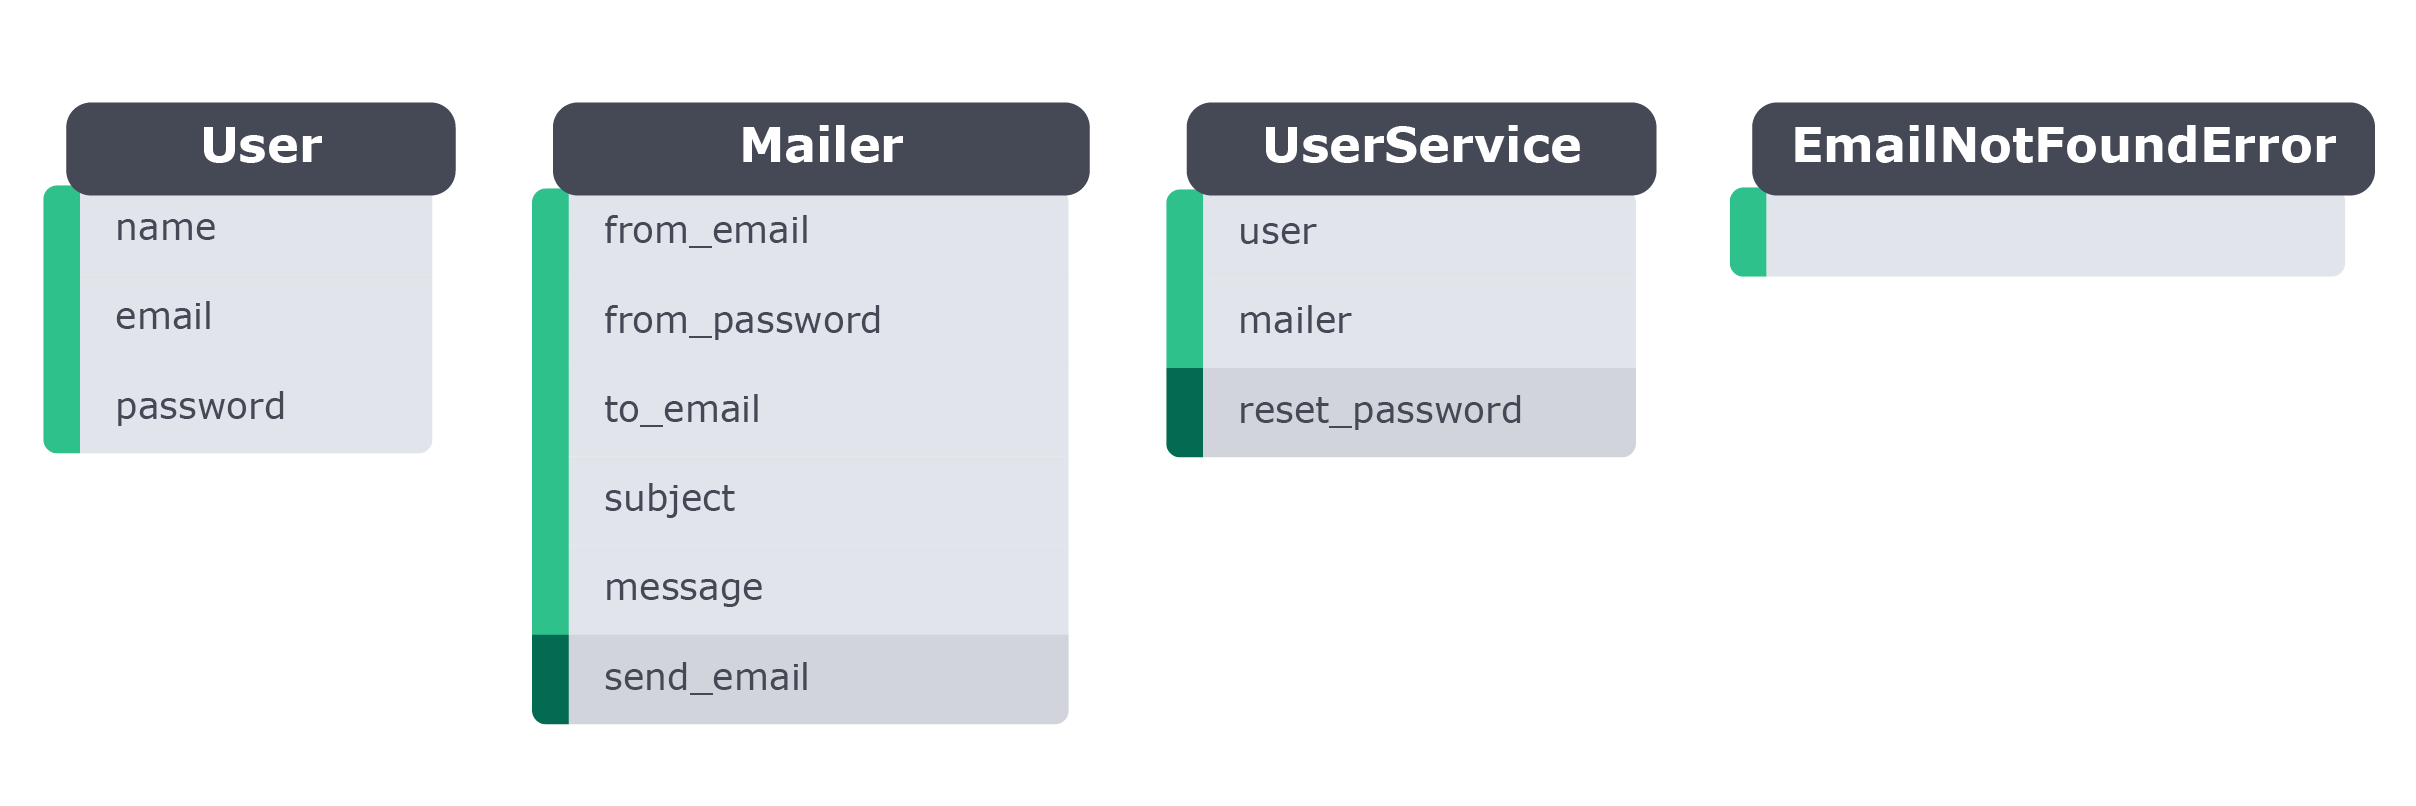 User
name
email
password
Mailer
from_email
from_password
to_email
subject
message
send_email
UserService
user
mailer
reset_password
EmailNotFoundError